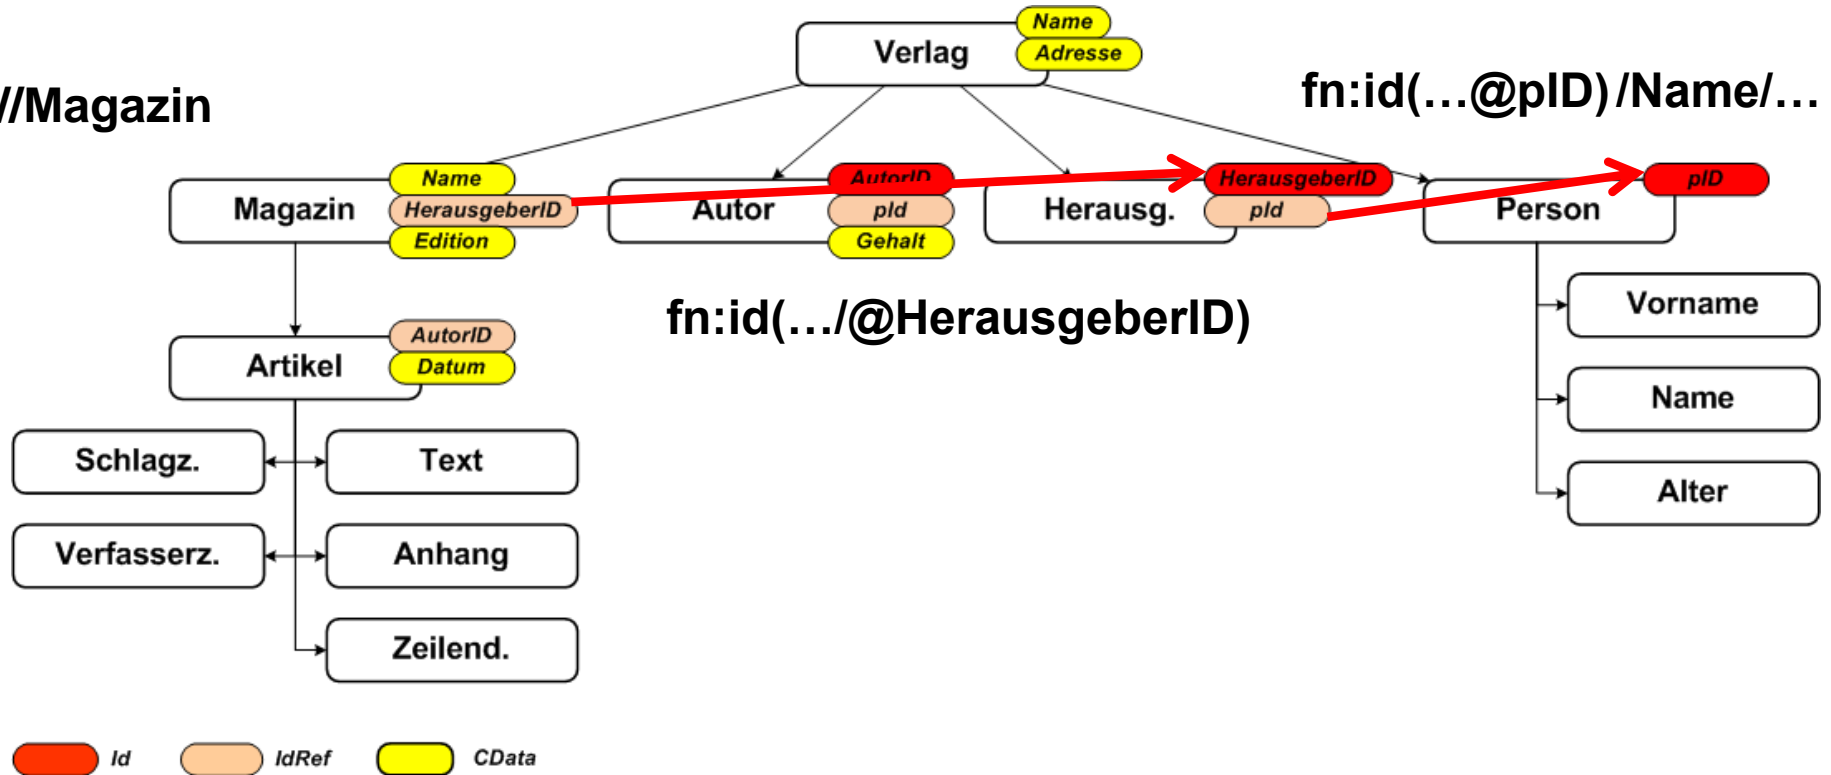 Name
Verlag
Adresse
//Magazin
fn:id(…@pID)/Name/…
Name
Magazin
HerausgeberID
Edition
AutorID
Autor
pId
Gehalt
HerausgeberID
Herausg.
pId
pID
Person
fn:id(…/@HerausgeberID)
Vorname
AutorID
Artikel
Datum
Name
Schlagz.
Text
Alter
Verfasserz.
Anhang
Zeilend.
Id
IdRef
CData